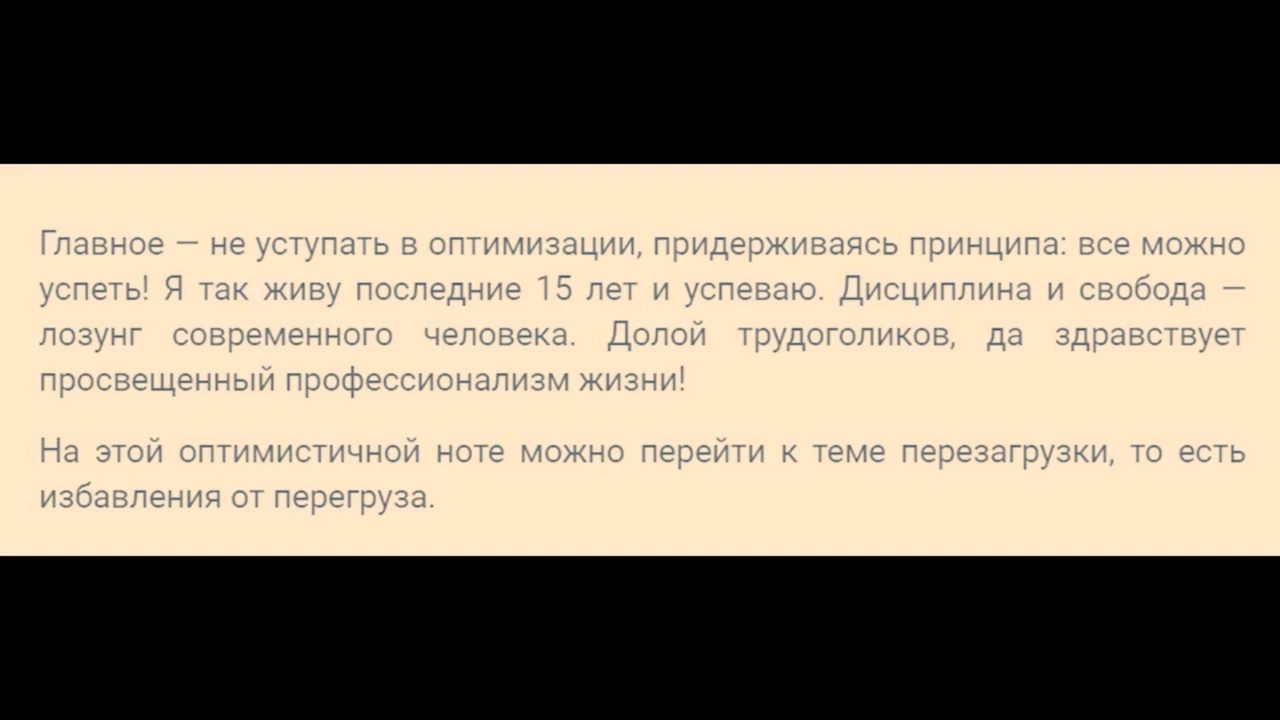 Главное — не уступать в оптимизации, придерживаясь принципа: все можно
успеть! Я так живу последние 15 лет и успеваю. Дисциплина и свобода —
лозунг современного человека. Долой трудоголиков, да здравствует
просвещенный профессионализм жизни!
На этой оптимистичной ноте можно перейти к теме перезагрузки, то есть
избавления от перегруза.